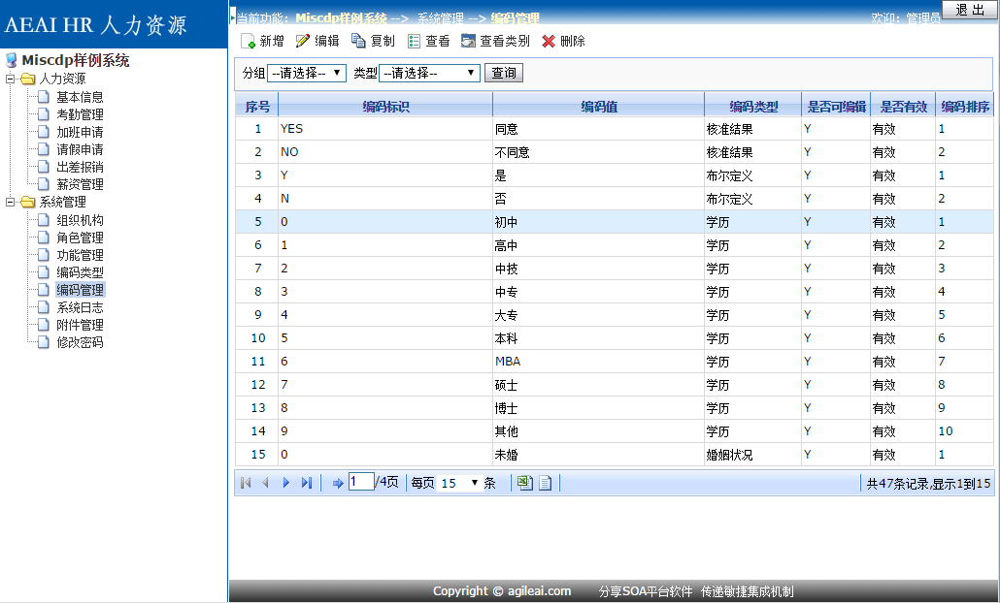 AEAI HR 人力资源
当前功能: Miscdp样例系统 --> 系统管理 --> 编码管理 欢迎: 管理员 退 出
Miscdp样例系统
人力资源
基本信息
考勤管理
加班申请
请假申请
出差报销
薪资管理
系统管理
组织机构
角色管理
功能管理
编码类型
编码管理
系统日志
附件管理
修改密码
新增 编辑 复制 查看 查看类别 删除
分组 --请选择-- 类型 --请选择-- 查询
序号 编码标识 编码值 编码类型 是否可编辑 是否有效 编码排序
1 YES 同意 核准结果 Y 有效 1
2 NO 不同意 核准结果 Y 有效 2
3 Y 是 布尔定义 Y 有效 1
4 N 否 布尔定义 Y 有效 2
5 0 初中 学历 Y 有效 1
6 1 高中 学历 Y 有效 2
7 2 中技 学历 Y 有效 3
8 3 中专 学历 Y 有效 4
9 4 大专 学历 Y 有效 5
10 5 本科 学历 Y 有效 6
11 6 MBA 学历 Y 有效 7
12 7 硕士 学历 Y 有效 8
13 8 博士 学历 Y 有效 9
14 9 其他 学历 Y 有效 10
15 0 未婚 婚姻状况 Y 有效 1
1 /4页 每页 15 条 共47条记录,显示1到15
Copyright © agileai.com 分享SOA平台软件 传递敏捷集成机制